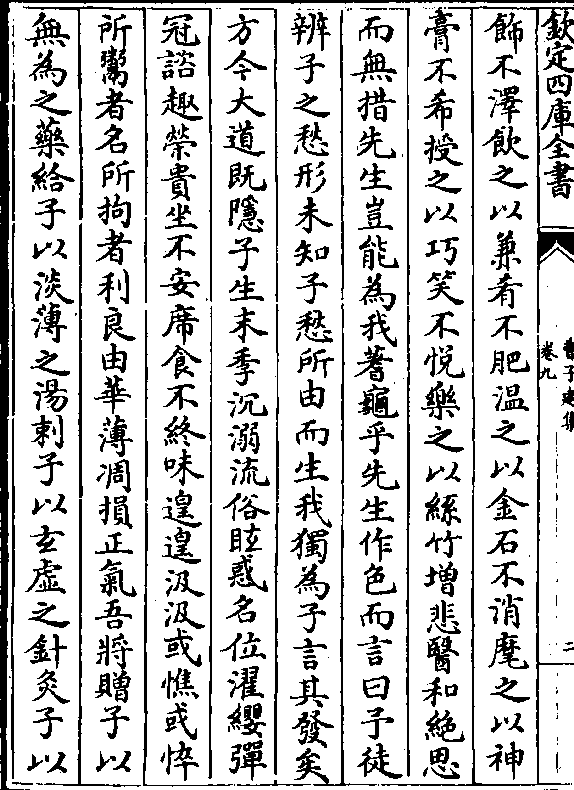 欽定四庫全書
曹子建集
卷九
二
飾不澤飲之以兼肴不肥温之以金石不消麾之以神
膏不希授之以巧笑不悦樂之以絲竹增悲醫和絶思
而無措先生豈能為我蓍龜乎先生作色而言曰予徒
辨子之愁形未知子愁所由而生我獨為子言其發矣
方今大道既隱子生末季沉溺流俗眩惑名位濯纓彈
冠諮趣榮貴坐不安席食不終味遑遑汲汲或憔或悴
所鬻者名所拘者利良由華薄凋損正氣吾將贈子以
無為之藥給子以淡薄之湯刺子以玄虛之針灸子以